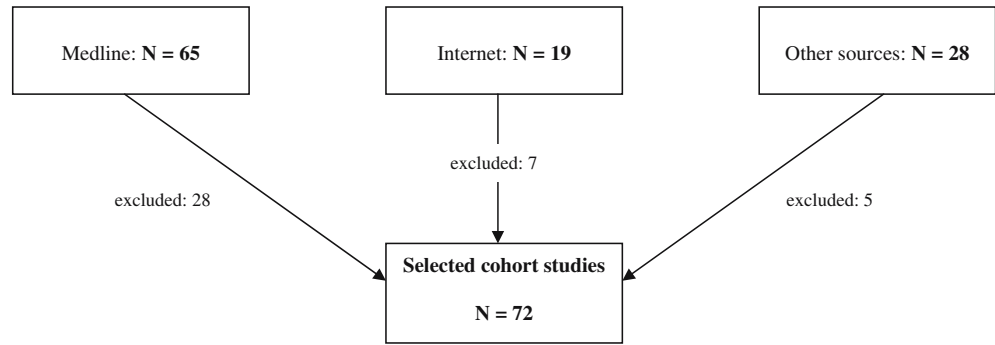 Medline: N = 65
Internet: N = 19
Other sources: N = 28
excluded: 28
excluded: 7
excluded: 5
Selected cohort studies
N = 72